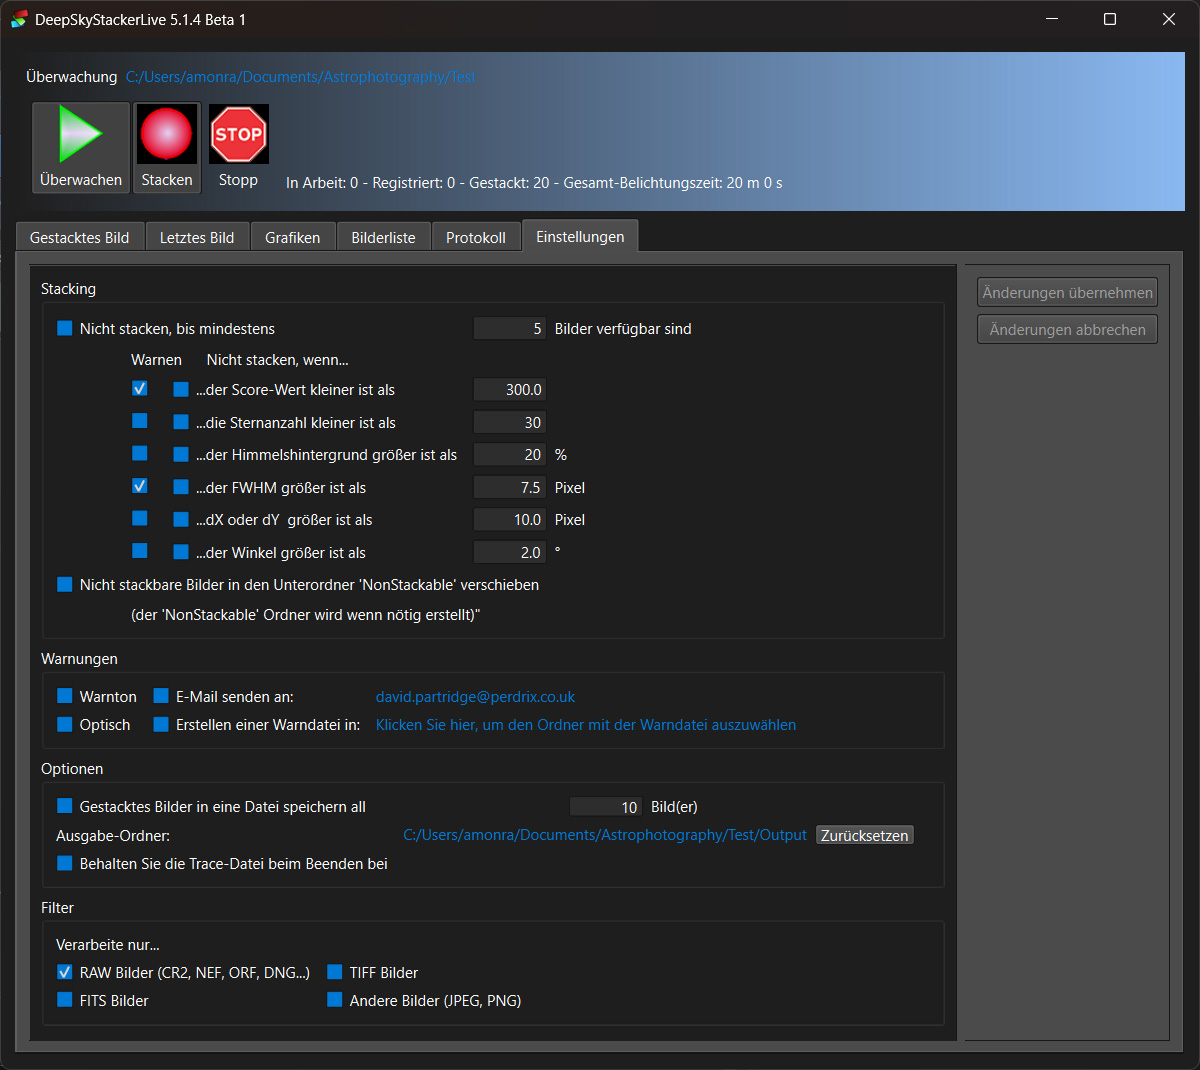 DeepSkyStackerLive 5.1.4 Beta 1
Überwachung C:/Users/amonra/Documents/Astrophotography/Test
STOP
Überwachen Stacken Stopp In Arbeit: 0 - Registriert: 0 - Gestackt: 20 - Gesamt-Belichtungszeit: 20 m 0 s
Gestacktes Bild Letztes Bild Grafiken Bilderliste Protokoll Einstellungen
Änderungen übernehmen
Änderungen abbrechen
Stacking
Nicht stacken, bis mindestens 5 Bilder verfügbar sind
Warnen Nicht stacken, wenn...
...der Score-Wert kleiner ist als 300.0
...die Sternanzahl kleiner ist als 30
...der Himmelshintergrund größer ist als 20 %
...der FWHM größer ist als 7.5 Pixel
...dX oder dY größer ist als 10.0 Pixel
...der Winkel größer ist als 2.0 °
Nicht stackbare Bilder in den Unterordner 'NonStackable' verschieben
(der 'NonStackable' Ordner wird wenn nötig erstellt)"
Warnungen
Warnton E-Mail senden an: david.partridge@perdrix.co.uk
Optisch Erstellen einer Warndatei in: Klicken Sie hier, um den Ordner mit der Warndatei auszuwählen
Optionen
Gestacktes Bilder in eine Datei speichern all 10 Bild(er)
Ausgabe-Ordner: C:/Users/amonra/Documents/Astrophotography/Test/Output Zurücksetzen
Behalten Sie die Trace-Datei beim Beenden bei
Filter
Verarbeite nur...
RAW Bilder (CR2, NEF, ORF, DNG...) TIFF Bilder
FITS Bilder Andere Bilder (JPEG, PNG)